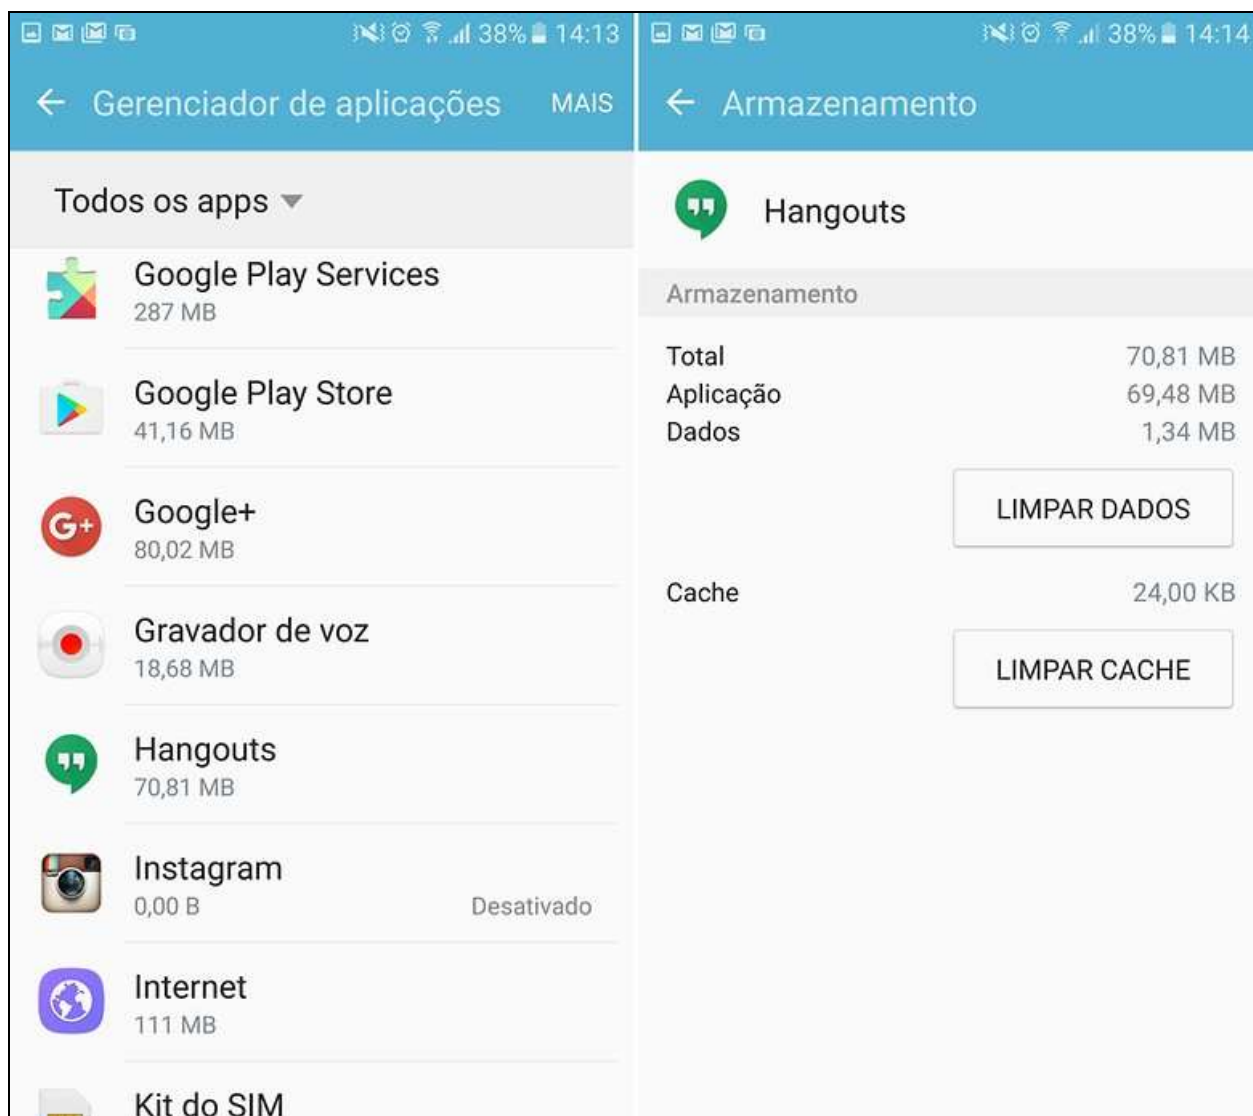 38% 14:13
Gerenciador de aplicações MAIS
Todos os apps
Google Play Services
287 MB
Google Play Store
41,16 MB
G+ Google+
80,02 MB
Gravador de voz
18,68 MB
Hangouts
70,81 MB
Instagram
0,00 B Desativado
Internet
111 MB
Kit do SIM
38% 14:14
Armazenamento
Hangouts
Armazenamento
Total 70,81 MB
Aplicação 69,48 MB
Dados 1,34 MB
LIMPAR DADOS
Cache 24,00 KB
LIMPAR CACHE